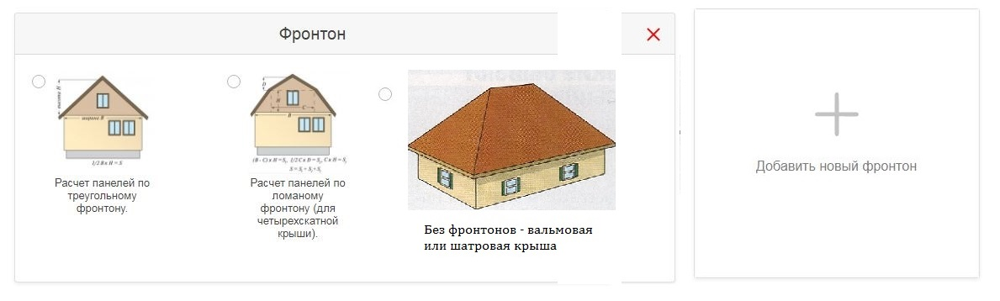 Фронтон
высота H
ширина B
1/2 B x H = S
Расчет панелей по
треугольному
фронтону.
D
H
C
B
(B - C) x H = S₁, 1/2 C x D = S₂, C x H = S₃
S = S₁ + S₂ + S₃
Расчет панелей по
ломаному
фронтону (для
четырехскатной
крыши).
Без фронтонов - вальмовая
или шатровая крыша
Добавить новый фронтон